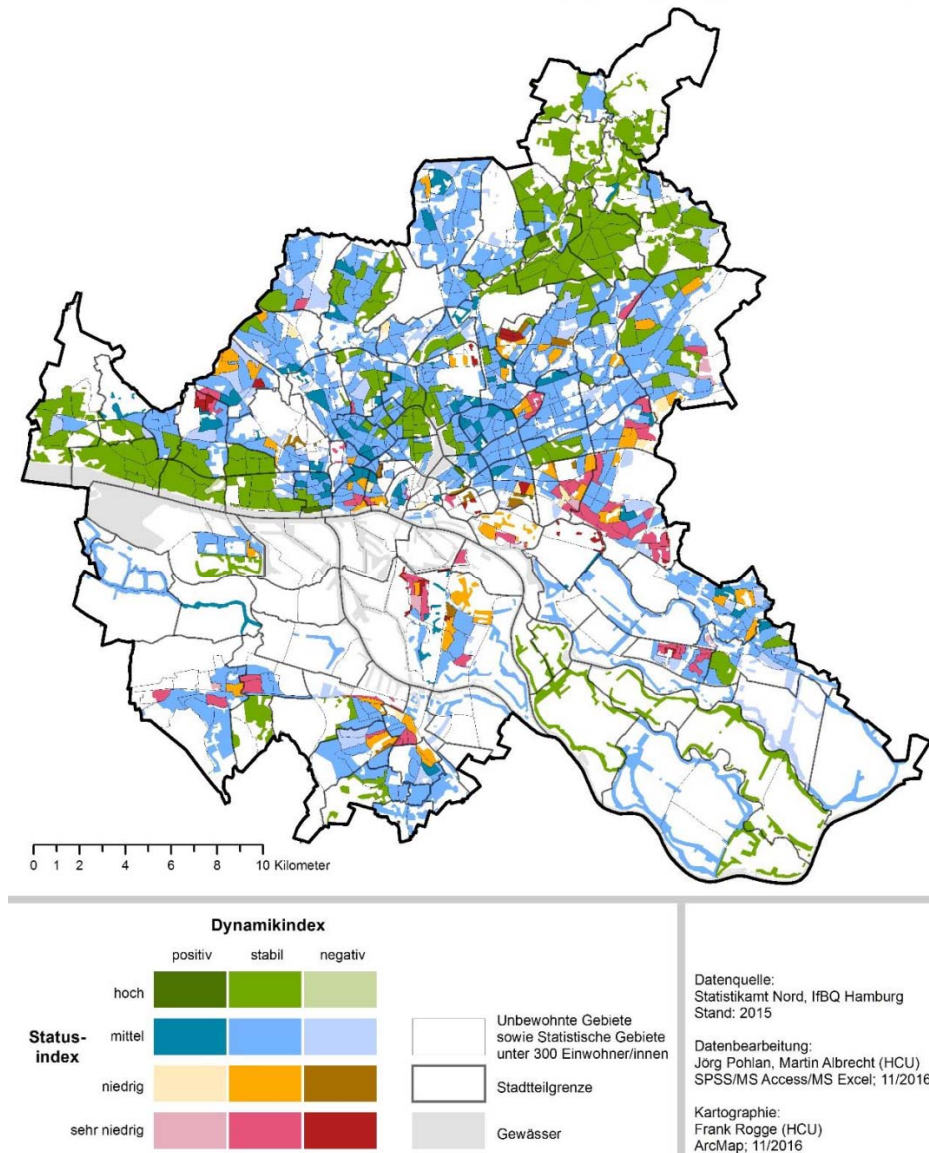 0 1 2 4 6 8 10 Kilometer
Dynamikindex
positiv stabil negativ
hoch
mittel
Status-
index
niedrig
sehr niedrig
Unbewohnte Gebiete
sowie Statistische Gebiete
unter 300 Einwohner/innen
Stadtteilgrenze
Gewässer
Datenquelle:
Statistikamt Nord, IfBQ Hamburg
Stand: 2015
Datenbearbeitung:
Jörg Pohlan, Martin Albrecht (HCU)
SPSS/MS Access/MS Excel; 11/2016
Kartographie:
Frank Rogge (HCU)
ArcMap; 11/2016